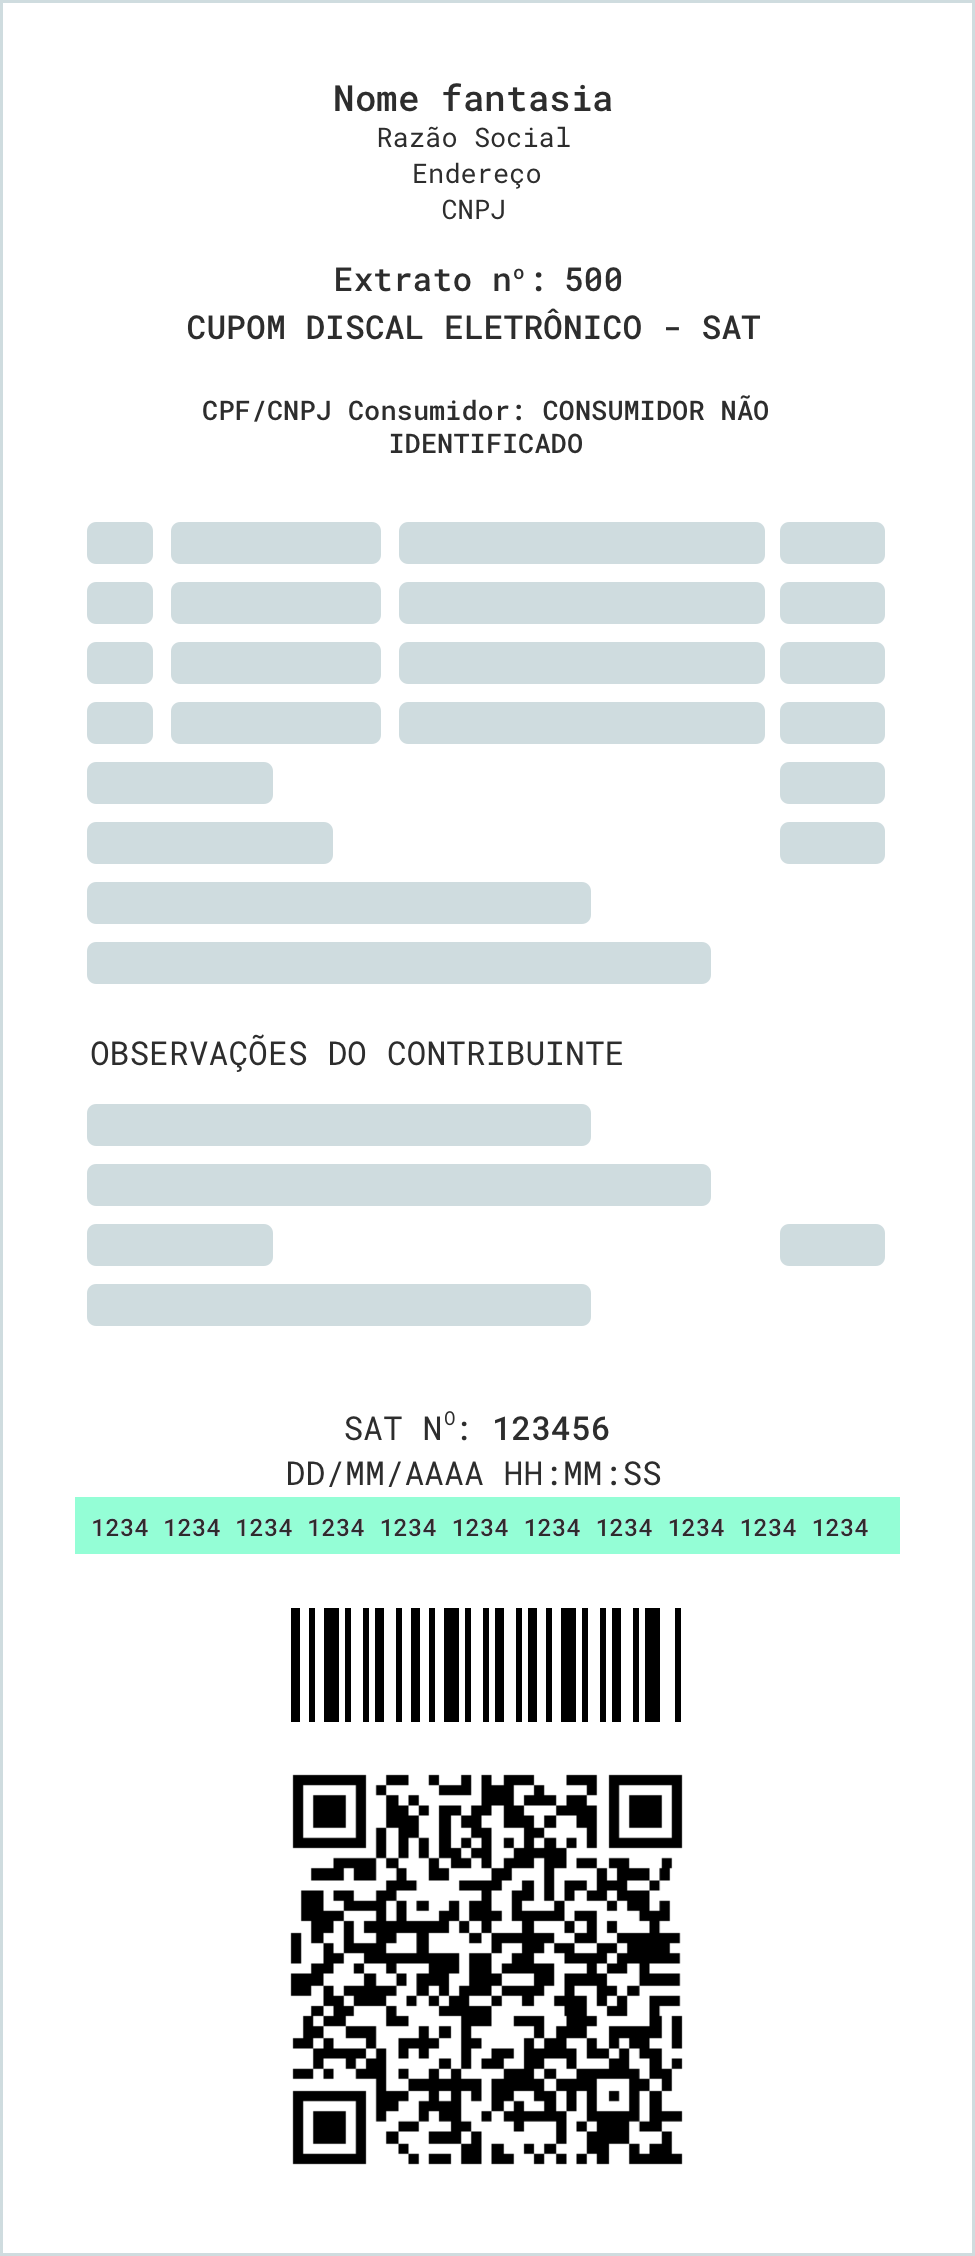 Nome fantasia
Razão Social
Endereço
CNPJ
Extrato nº: 500
CUPOM DISCAL ELETRÔNICO - SAT
CPF/CNPJ Consumidor: CONSUMIDOR NÃO
IDENTIFICADO
OBSERVAÇÕES DO CONTRIBUINTE
SAT Nº: 123456
DD/MM/AAAA HH:MM:SS
1234 1234 1234 1234 1234 1234 1234 1234 1234 1234 1234